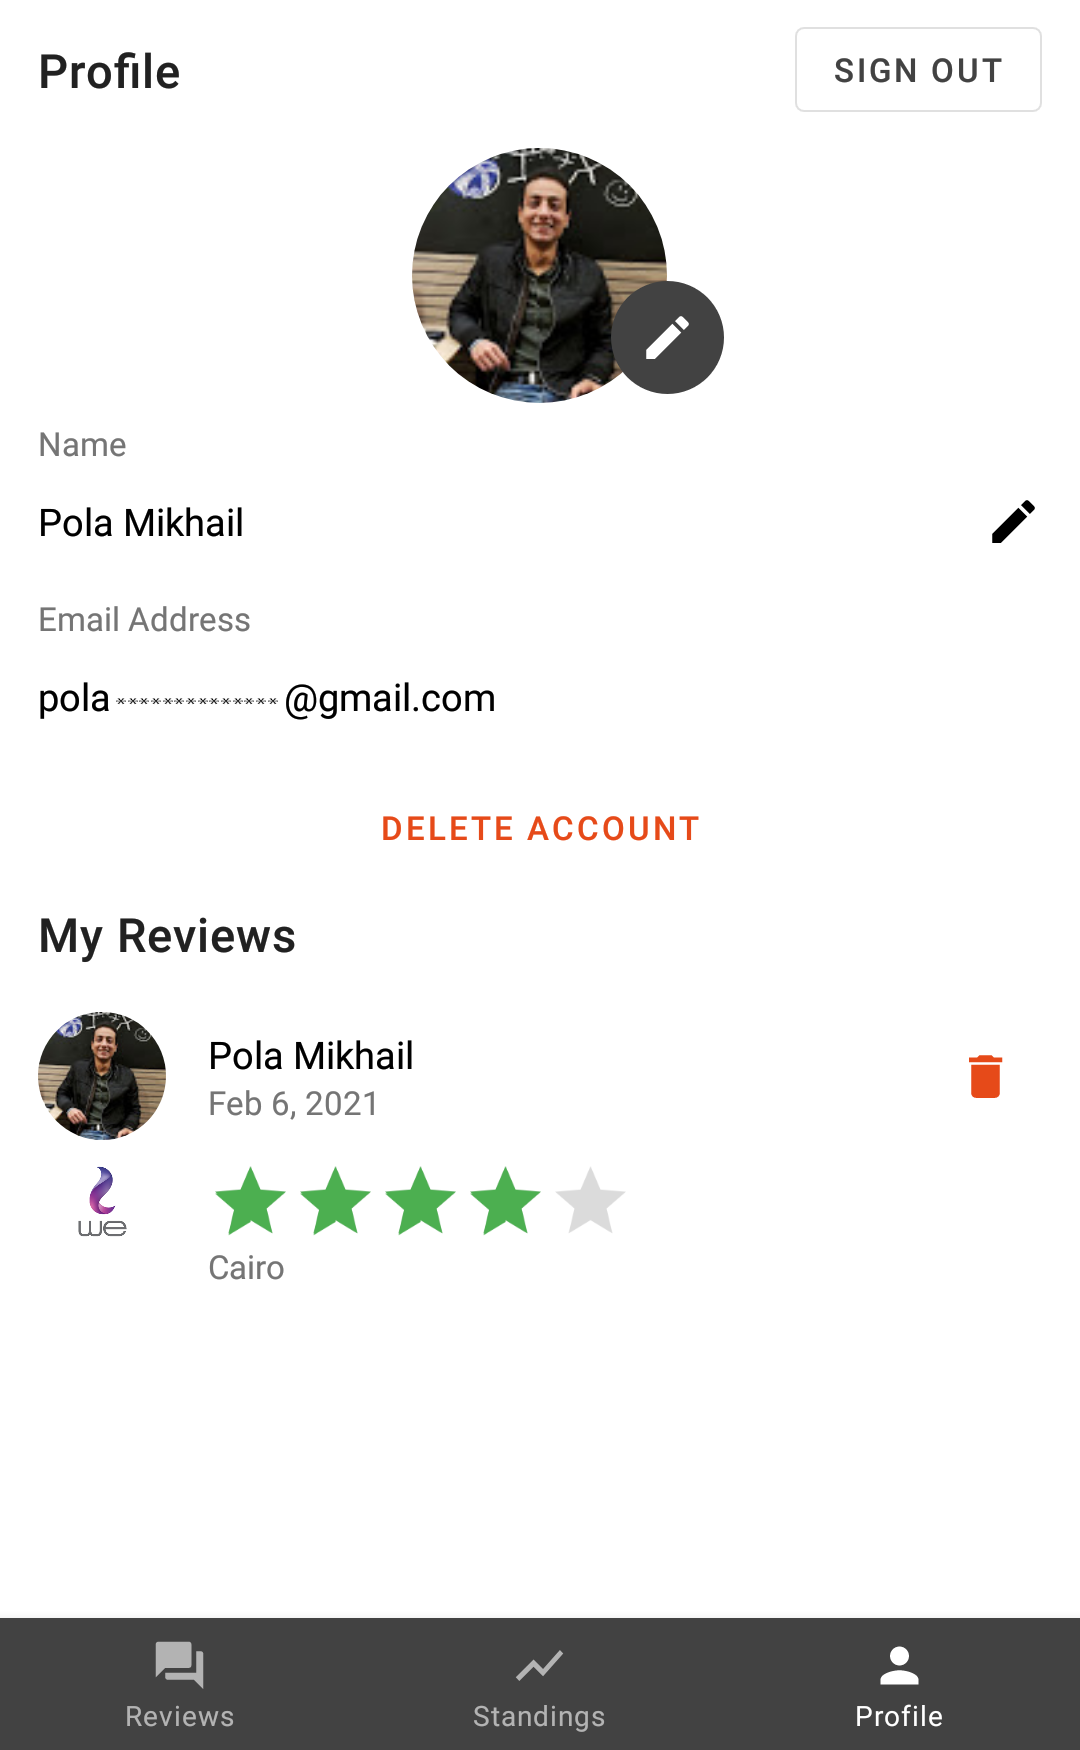 Profile
SIGN OUT
Name
Pola Mikhail
Email Address
pola**************@gmail.com
DELETE ACCOUNT
My Reviews
Pola Mikhail
Feb 6, 2021
we
Cairo
Reviews
Standings
Profile